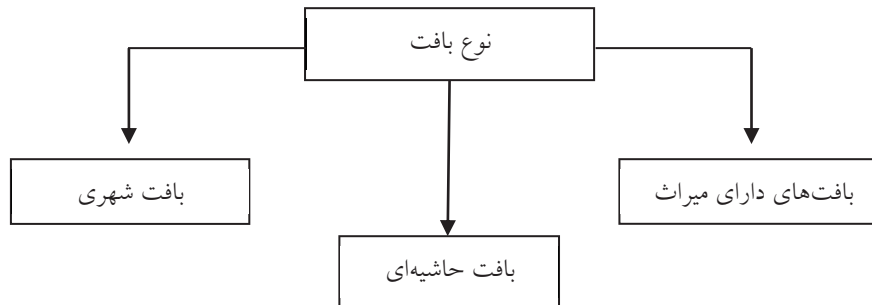 نوع بافت
بافت‌های دارای میراث
بافت شهری
بافت حاشیه‌ای